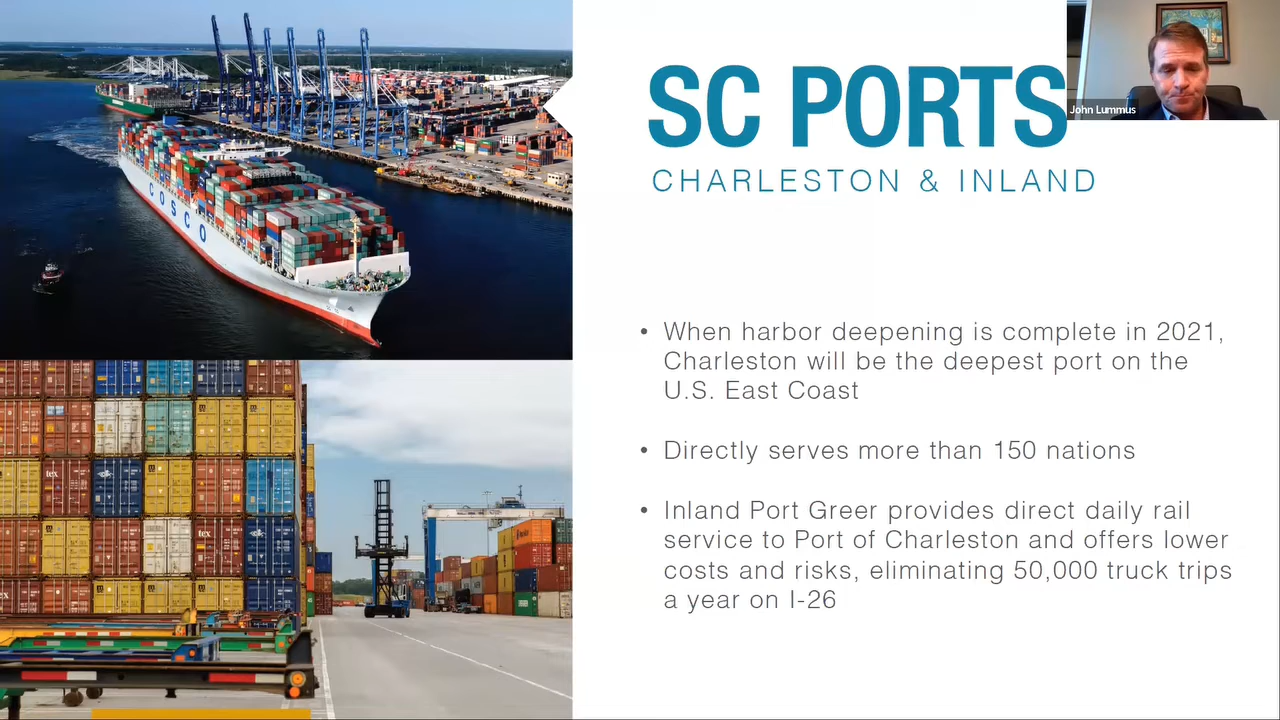 SC PORTS
CHARLESTON & INLAND
John Lummus
COSCO
• When harbor deepening is complete in 2021,
Charleston will be the deepest port on the
U.S. East Coast
• Directly serves more than 150 nations
• Inland Port Greer provides direct daily rail
service to Port of Charleston and offers lower
costs and risks, eliminating 50,000 truck trips
a year on I-26
tex
tex